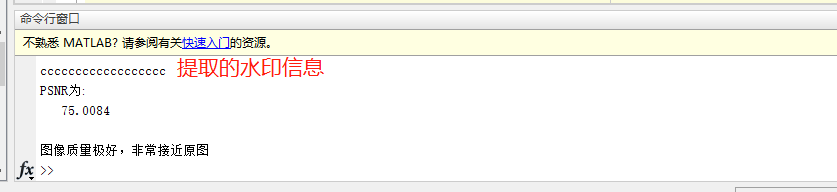 命令行窗口
不熟悉 MATLAB? 请参阅有关快速入门的资源。
cccccccccccccccccc 提取的水印信息
PSNR为:
75.0084
图像质量极好，非常接近原图
fx >>